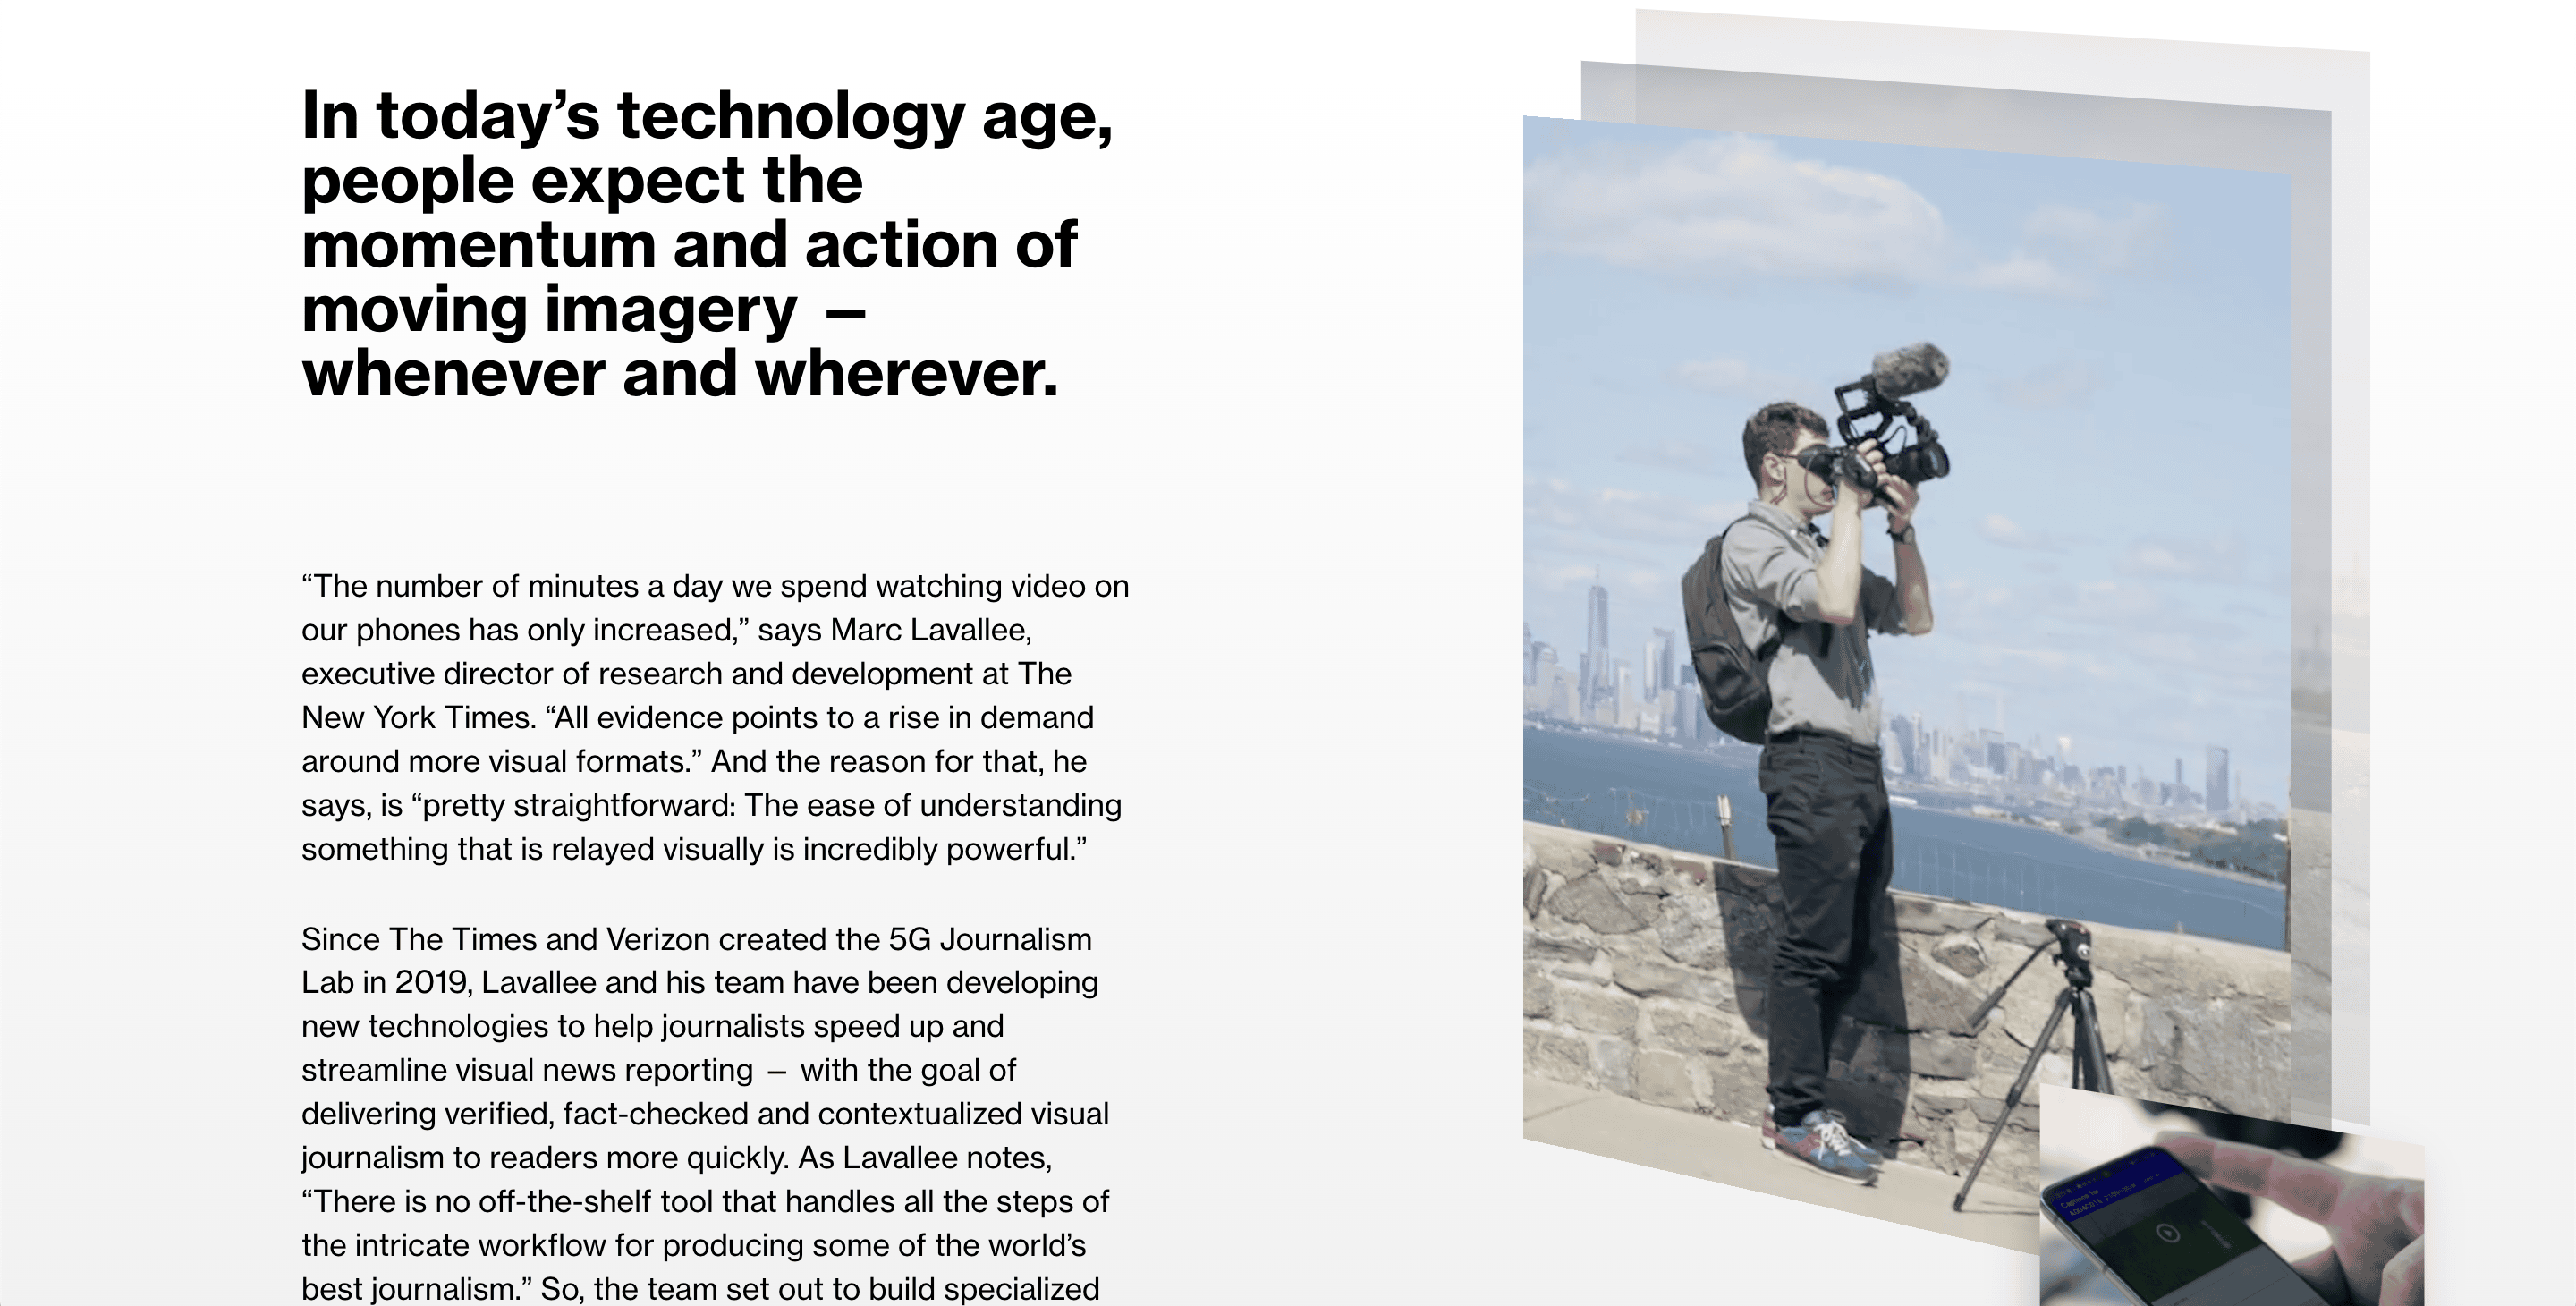 In today’s technology age,
people expect the
momentum and action of
moving imagery —
whenever and wherever.
“The number of minutes a day we spend watching video on
our phones has only increased,” says Marc Lavallee,
executive director of research and development at The
New York Times. “All evidence points to a rise in demand
around more visual formats.” And the reason for that, he
says, is “pretty straightforward: The ease of understanding
something that is relayed visually is incredibly powerful.”
Since The Times and Verizon created the 5G Journalism
Lab in 2019, Lavallee and his team have been developing
new technologies to help journalists speed up and
streamline visual news reporting — with the goal of
delivering verified, fact-checked and contextualized visual
journalism to readers more quickly. As Lavallee notes,
“There is no off-the-shelf tool that handles all the steps of
the intricate workflow for producing some of the world’s
best journalism.” So, the team set out to build specialized
Captions for